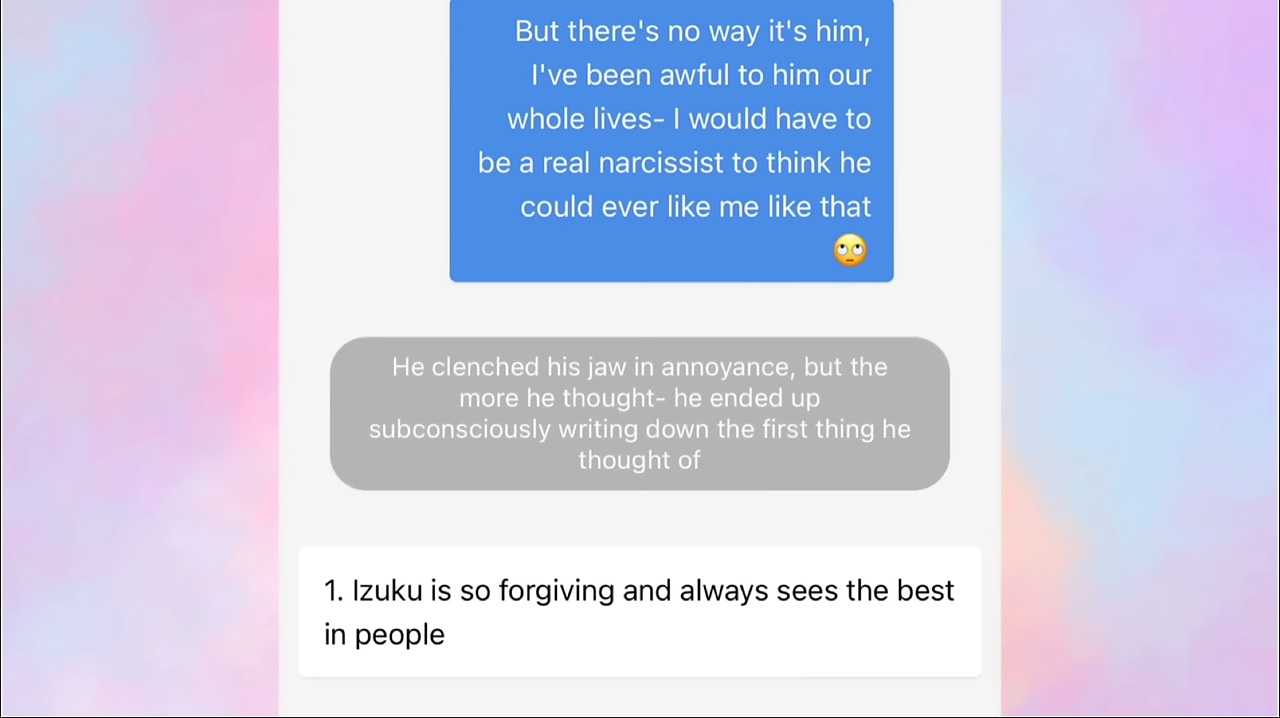 But there's no way it's him,
I've been awful to him our
whole lives- I would have to
be a real narcissist to think he
could ever like me like that
🙄
He clenched his jaw in annoyance, but the
more he thought- he ended up
subconsciously writing down the first thing he
thought of
1. Izuku is so forgiving and always sees the best
in people